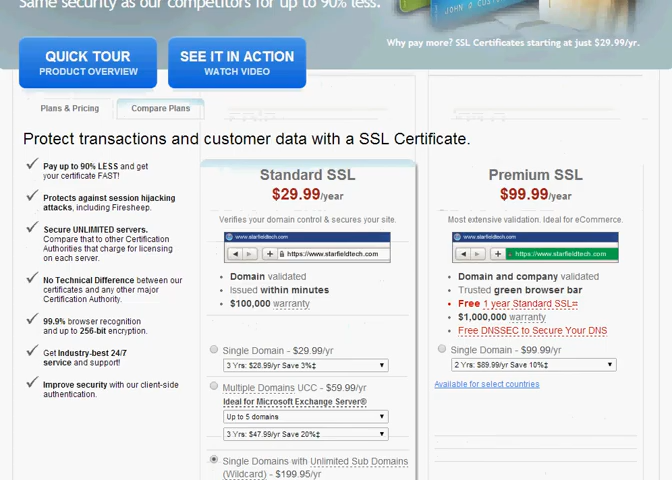 Same security as our competitors for up to 90% less.
JOHN Q CUST
QUICK TOUR
PRODUCT OVERVIEW
SEE IT IN ACTION
WATCH VIDEO
Why pay more? SSL Certificates starting at just $29.99/yr.
Plans & Pricing
Compare Plans
Protect transactions and customer data with a SSL Certificate.
Pay up to 90% LESS and get
your certificate FAST!
Protects against session hijacking
attacks, including Firesheep.
Secure UNLIMITED servers.
Compare that to other Certification
Authorities that charge for licensing
on each server.
No Technical Difference between our
certificates and any other major
Certification Authority.
99.9% browser recognition
and up to 256-bit encryption.
Get Industry-best 24/7
service and support!
Improve security with our client-side
authentication.
Standard SSL
$29.99/year
Verifies your domain control & secures your site.
www.starfieldtech.com
https://www.starfieldtech.com
Domain validated
Issued within minutes
$100,000 warranty
Single Domain - $29.99/yr
3 Yrs: $28.99/yr Save 3%‡
Multiple Domains UCC - $59.99/yr
Ideal for Microsoft Exchange Server®
Up to 5 domains
3 Yrs: $47.99/yr Save 20%‡
Single Domains with Unlimited Sub Domains
(Wildcard) - $199.95/yr
Premium SSL
$99.99/year
Most extensive validation. Ideal for eCommerce.
www.starfieldtech.com
https://www.starfieldtech.com
Domain and company validated
Trusted green browser bar
Free 1 year Standard SSL¤
$1,000,000 warranty
Free DNSSEC to Secure Your DNS
Single Domain - $99.99/yr
2 Yrs: $89.99/yr Save 10%‡
Available for select countries